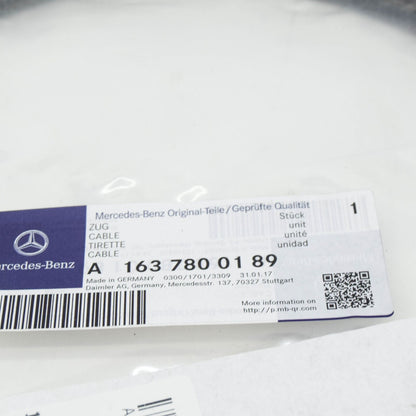 Mercedes-Benz Original-Teile/Geprüfte Qualität
ZUG
CABLE
TIRETTE
CABLE
Stück
unit
unité
unidad
1
rcedes-Benz
A 163 780 01 89
Made in GERMANY 0300/1701/3309 31.01.17
Daimler AG, Germany, Mercedesstr. 137, 70327 Stuttgart
More information on
http://p.mb-qr.com
A